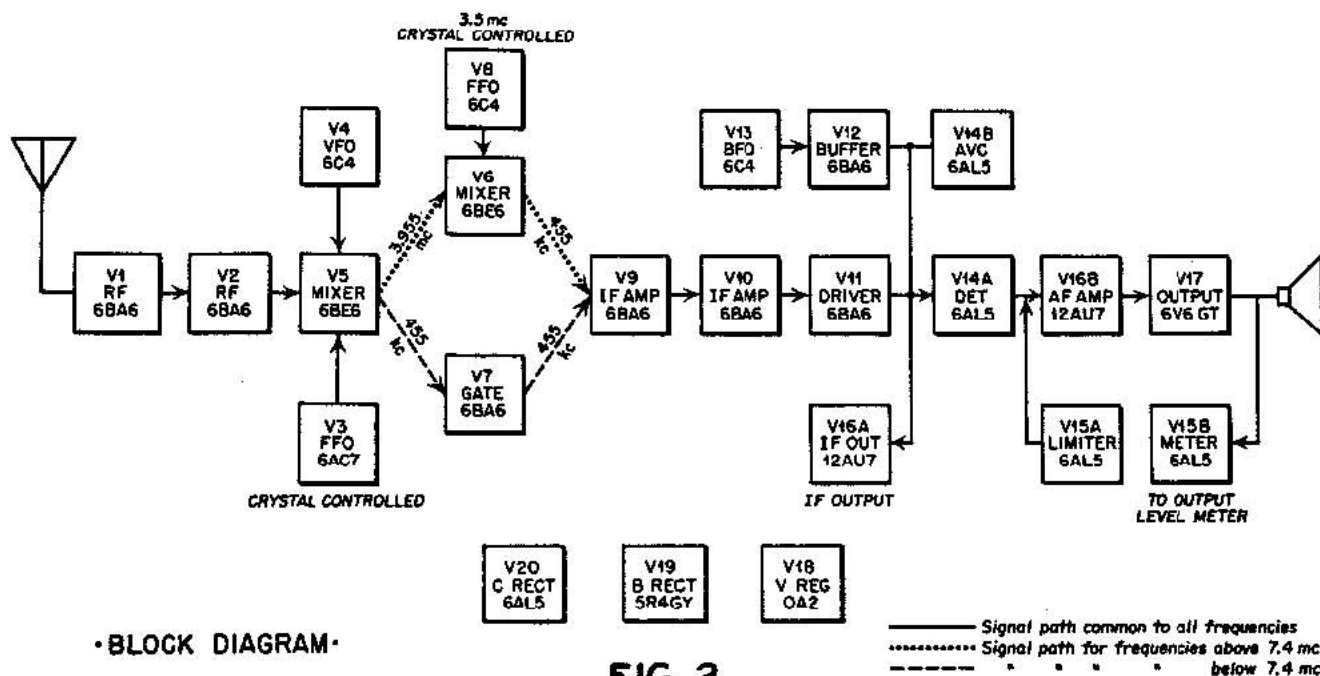 3.5 mc
CRYSTAL CONTROLLED
V8
FFO
6C4
V4
VFO
6C4
V13
BFO
6C4
V12
BUFFER
6BA6
V14B
AVC
6AL5
V6
MIXER
6BE6
3.955
mc
455
kc
V1
RF
6BA6
V2
RF
6BA6
V5
MIXER
6BE6
V9
IF AMP
6BA6
V10
IF AMP
6BA6
V11
DRIVER
6BA6
V14A
DET
6AL5
V16B
AF AMP
12AU7
V17
OUTPUT
6V6 GT
455
kc
455
kc
V7
GATE
6BA6
V3
FFO
6AC7
CRYSTAL CONTROLLED
V16A
IF OUT
12AU7
IF OUTPUT
V15A
LIMITER
6AL5
V15B
METER
6AL5
TO OUTPUT
LEVEL METER
V20
C RECT
6AL5
V19
B RECT
5R4GY
V18
V REG
OA2
•BLOCK DIAGRAM•
Signal path common to all frequencies
Signal path for frequencies above 7.4 mc
" " " " below 7.4 mc